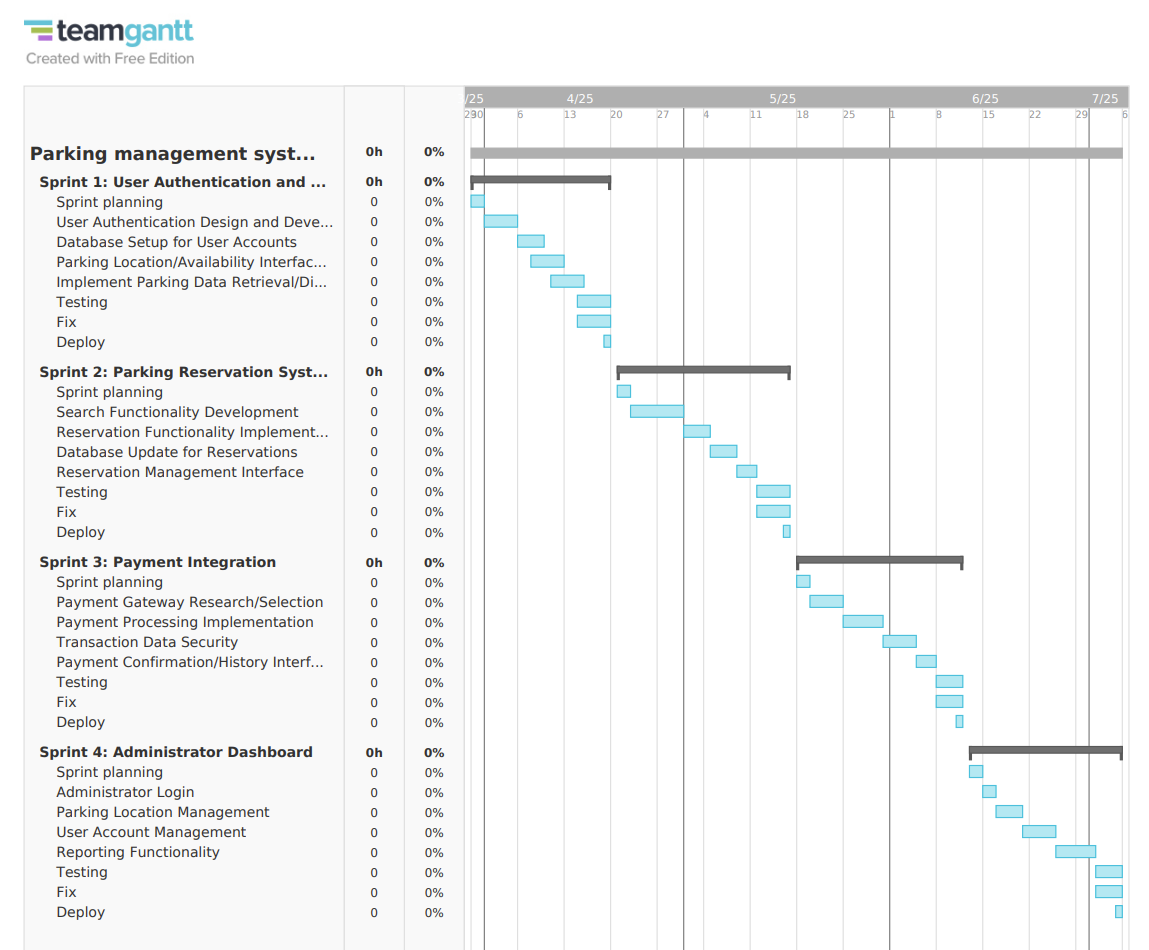 teamgantt
Created with Free Edition
/25 4/25 5/25 6/25 7/25
29 30 6 13 20 27 4 11 18 25 1 8 15 22 29 6
Parking management syst... 0h 0%
Sprint 1: User Authentication and ... 0h 0%
Sprint planning 0 0%
User Authentication Design and Deve... 0 0%
Database Setup for User Accounts 0 0%
Parking Location/Availability Interfac... 0 0%
Implement Parking Data Retrieval/Di... 0 0%
Testing 0 0%
Fix 0 0%
Deploy 0 0%
Sprint 2: Parking Reservation Syst... 0h 0%
Sprint planning 0 0%
Search Functionality Development 0 0%
Reservation Functionality Implement... 0 0%
Database Update for Reservations 0 0%
Reservation Management Interface 0 0%
Testing 0 0%
Fix 0 0%
Deploy 0 0%
Sprint 3: Payment Integration 0h 0%
Sprint planning 0 0%
Payment Gateway Research/Selection 0 0%
Payment Processing Implementation 0 0%
Transaction Data Security 0 0%
Payment Confirmation/History Interf... 0 0%
Testing 0 0%
Fix 0 0%
Deploy 0 0%
Sprint 4: Administrator Dashboard 0h 0%
Sprint planning 0 0%
Administrator Login 0 0%
Parking Location Management 0 0%
User Account Management 0 0%
Reporting Functionality 0 0%
Testing 0 0%
Fix 0 0%
Deploy 0 0%